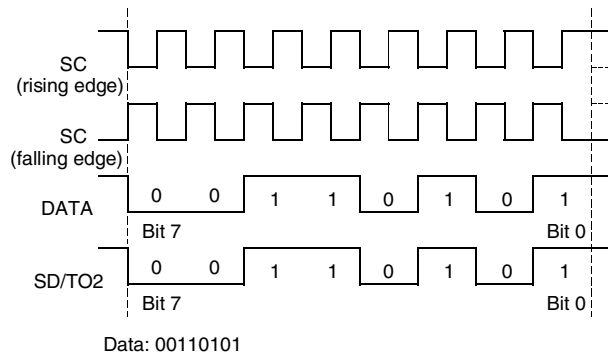 SC
(rising edge)
SC
(falling edge)
DATA
0 0 1 1 0 1 0 1
Bit 7 Bit 0
SD/TO2
0 0 1 1 0 1 0 1
Bit 7 Bit 0
Data: 00110101